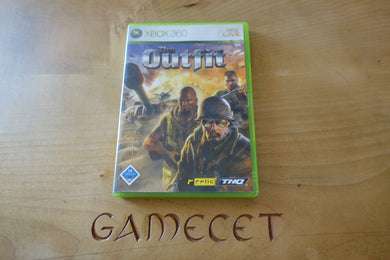 XBOX 360
LIVE
The
Outfit
relic
THQ
GAMECET